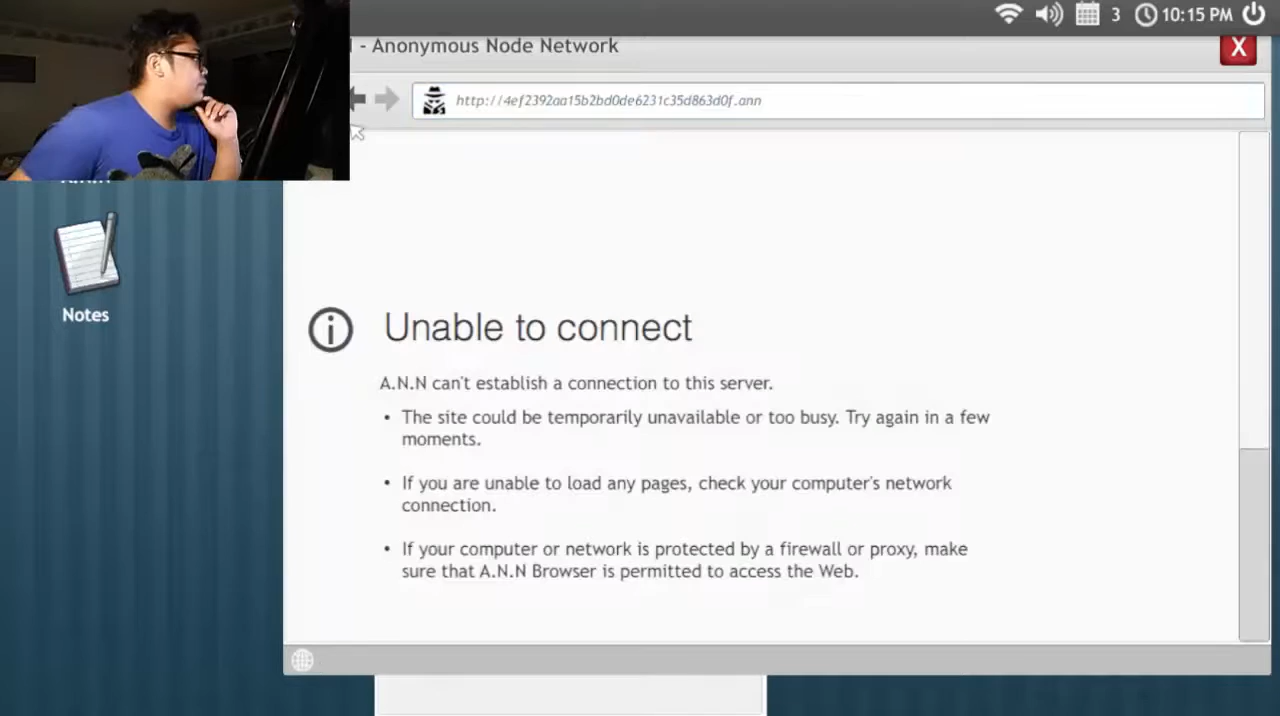 3 10:15 PM
- Anonymous Node Network
X
http://4ef2392aa15b2bd0de6231c35d863d0f.ann
Notes
Unable to connect
A.N.N can't establish a connection to this server.
• The site could be temporarily unavailable or too busy. Try again in a few
moments.
• If you are unable to load any pages, check your computer's network
connection.
• If your computer or network is protected by a firewall or proxy, make
sure that A.N.N Browser is permitted to access the Web.